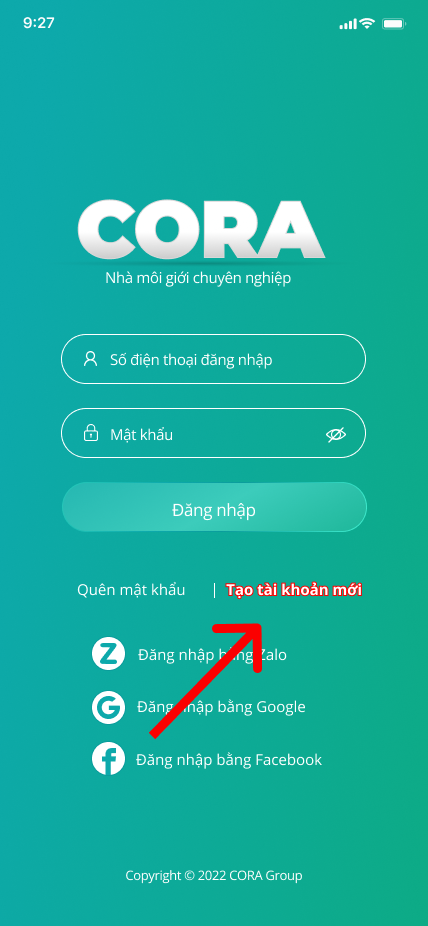 9:27
CORA
Nhà môi giới chuyên nghiệp
Số điện thoại đăng nhập
Mật khẩu
Đăng nhập
Quên mật khẩu | Tạo tài khoản mới
Z Đăng nhập bằng Zalo
G Đăng nhập bằng Google
f Đăng nhập bằng Facebook
Copyright © 2022 CORA Group